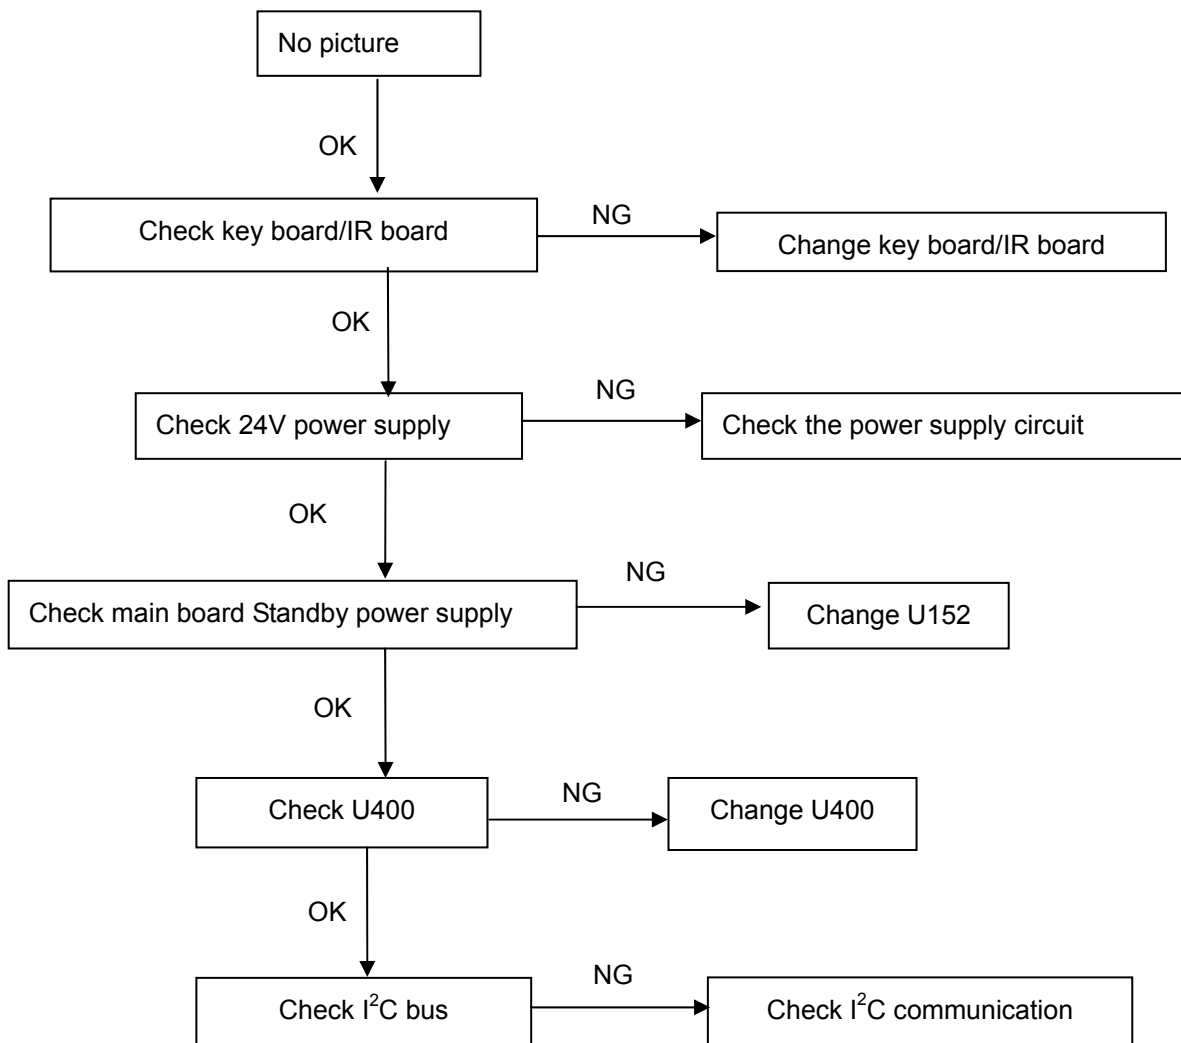 No picture
OK
Check key board/IR board
NG
Change key board/IR board
OK
Check 24V power supply
NG
Check the power supply circuit
OK
Check main board Standby power supply
NG
Change U152
OK
Check U400
NG
Change U400
OK
Check I²C bus
NG
Check I²C communication